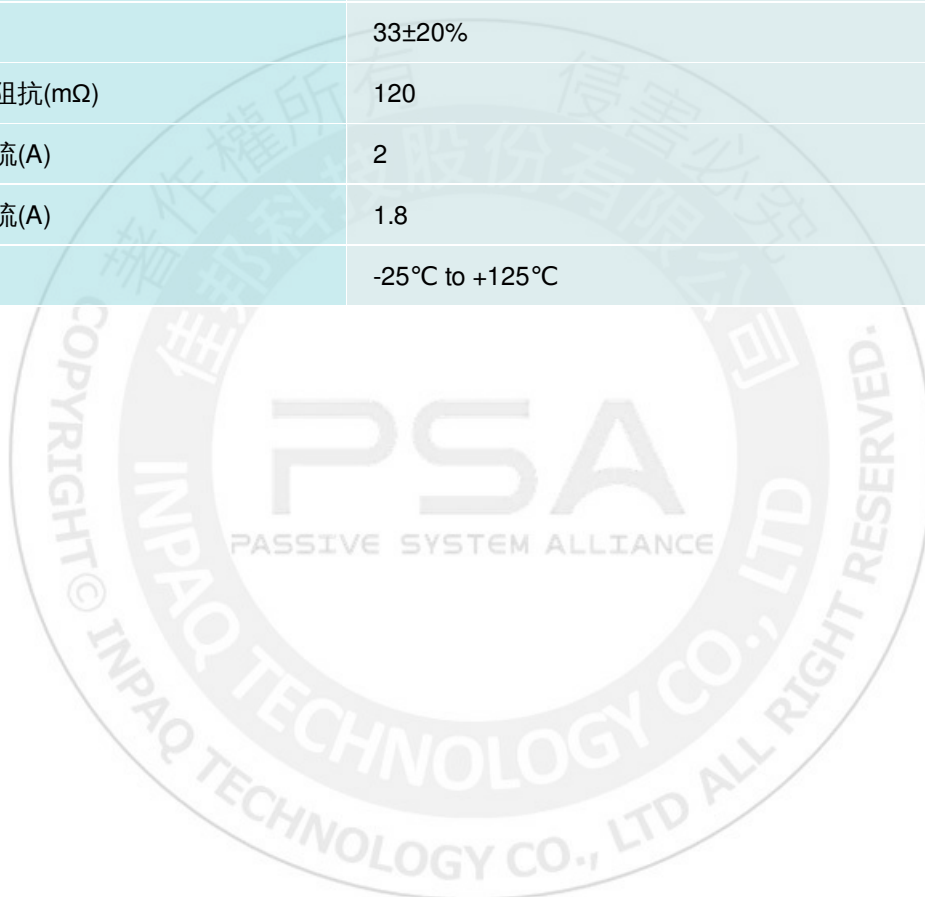 33±20%
阻抗(mΩ) 120
流(A) 2
流(A) 1.8
-25℃ to +125℃
著作權所有 侵害必究
佳邦科技股份有限公司
PSA
PASSIVE SYSTEM ALLIANCE
INPAQ TECHNOLOGY CO., LTD
COPYRIGHT© INPAQ TECHNOLOGY CO., LTD ALL RIGHT RESERVED.